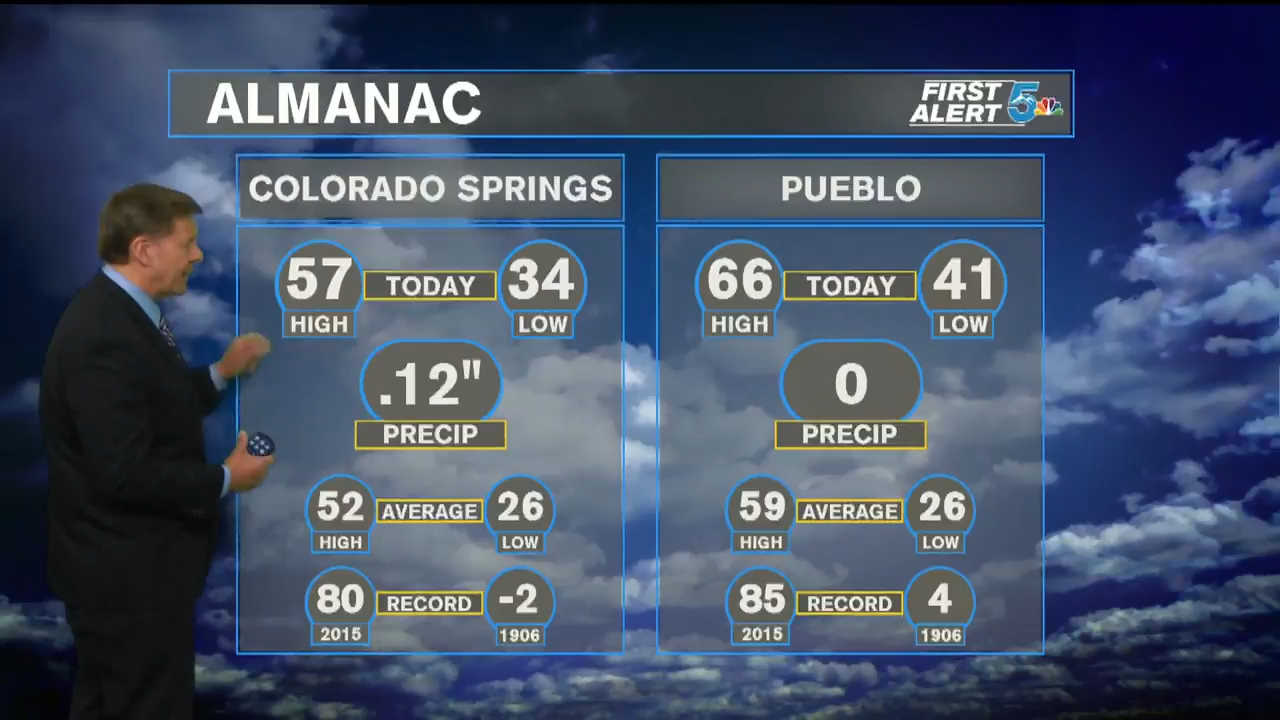 ALMANAC
FIRST
ALERT 5
COLORADO SPRINGS
57 TODAY 34
HIGH LOW
.12"
PRECIP
52 AVERAGE 26
HIGH LOW
80 RECORD -2
2015 1906
PUEBLO
66 TODAY 41
HIGH LOW
0
PRECIP
59 AVERAGE 26
HIGH LOW
85 RECORD 4
2015 1906